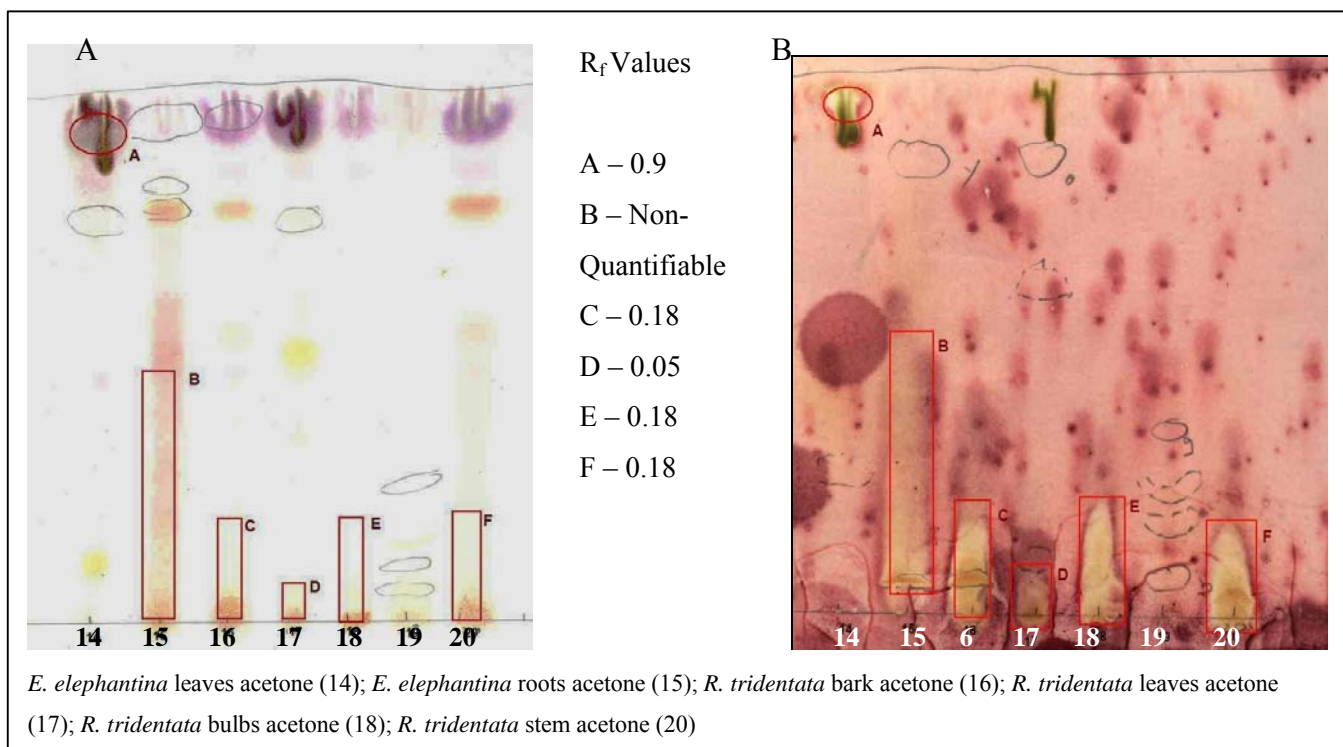 A
Rf Values
A – 0.9
B – Non-
Quantifiable
C – 0.18
D – 0.05
E – 0.18
F – 0.18
B
A
B
C
D
E
F
14 15 16 17 18 19 20
A
B
C
D
E
F
14 15 6 17 18 19 20
E. elephantina leaves acetone (14); E. elephantina roots acetone (15); R. tridentata bark acetone (16); R. tridentata leaves acetone
(17); R. tridentata bulbs acetone (18); R. tridentata stem acetone (20)